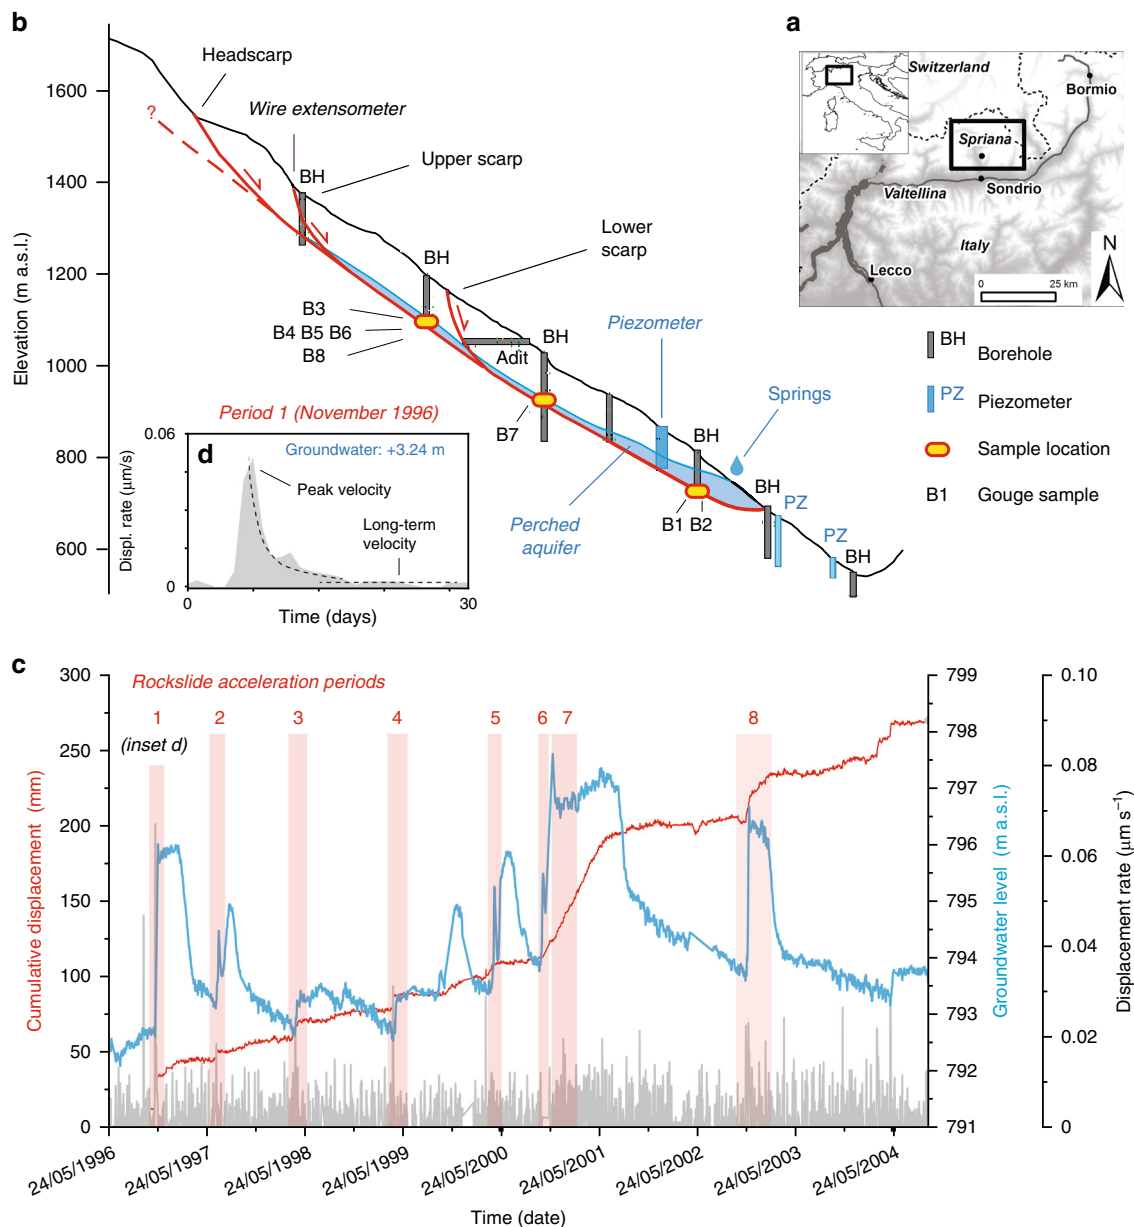 b
Headscarp
Wire extensometer
?
BH
Upper scarp
BH
Lower
scarp
B3
B4 B5 B6
B8
Adit
BH
Piezometer
Springs
B7
BH
BH
PZ
B1 B2
Perched
aquifer
PZ
BH
Elevation (m a.s.l.)
1600
1400
1200
1000
800
600
a
Switzerland
Bormio
Spriana
Valtellina
Sondrio
Italy
Lecco
N
0
25 km
BH
Borehole
PZ
Piezometer
Sample location
B1
Gouge sample
Period 1 (November 1996)
d
Groundwater: +3.24 m
Peak velocity
Long-term
velocity
0.06
0
Displ. rate (µm/s)
0
30
Time (days)
c
Rockslide acceleration periods
1
2
3
4
5
6
7
8
(inset d)
300
250
200
150
100
50
0
Cumulative displacement (mm)
799
798
797
796
795
794
793
792
791
Groundwater level (m a.s.l.)
0.10
0.08
0.06
0.04
0.02
0
Displacement rate (µm s⁻¹)
24/05/1996
24/05/1997
24/05/1998
24/05/1999
24/05/2000
24/05/2001
24/05/2002
24/05/2003
24/05/2004
Time (date)